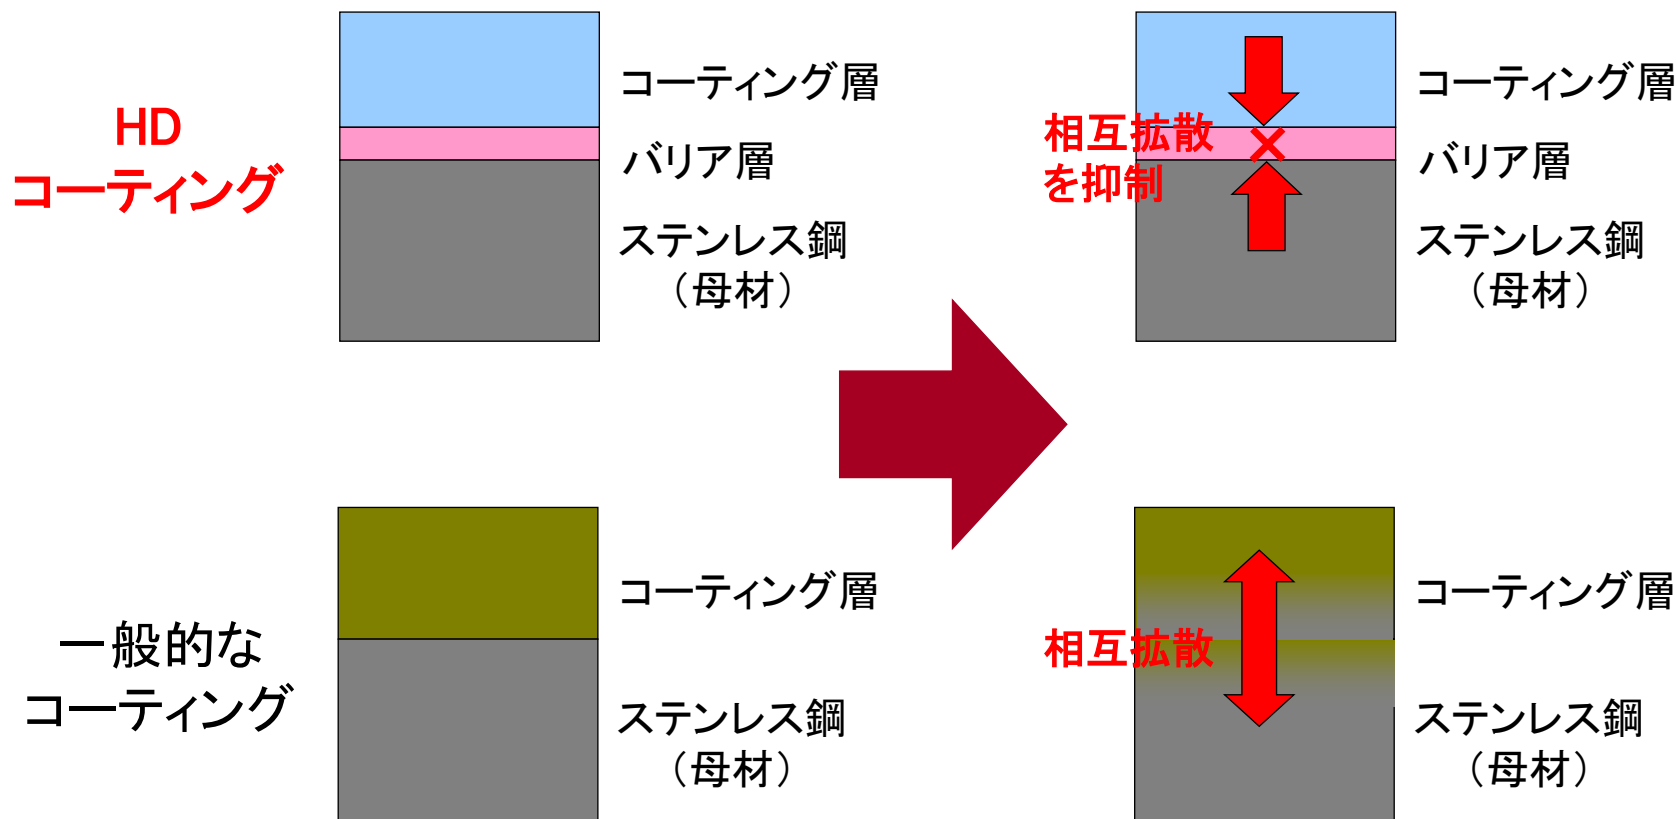 HD
コーティング
コーティング層
バリア層
ステンレス鋼
（母材）
相互拡散
を抑制
×
コーティング層
バリア層
ステンレス鋼
（母材）
一般的な
コーティング
コーティング層
ステンレス鋼
（母材）
相互拡散
コーティング層
ステンレス鋼
（母材）